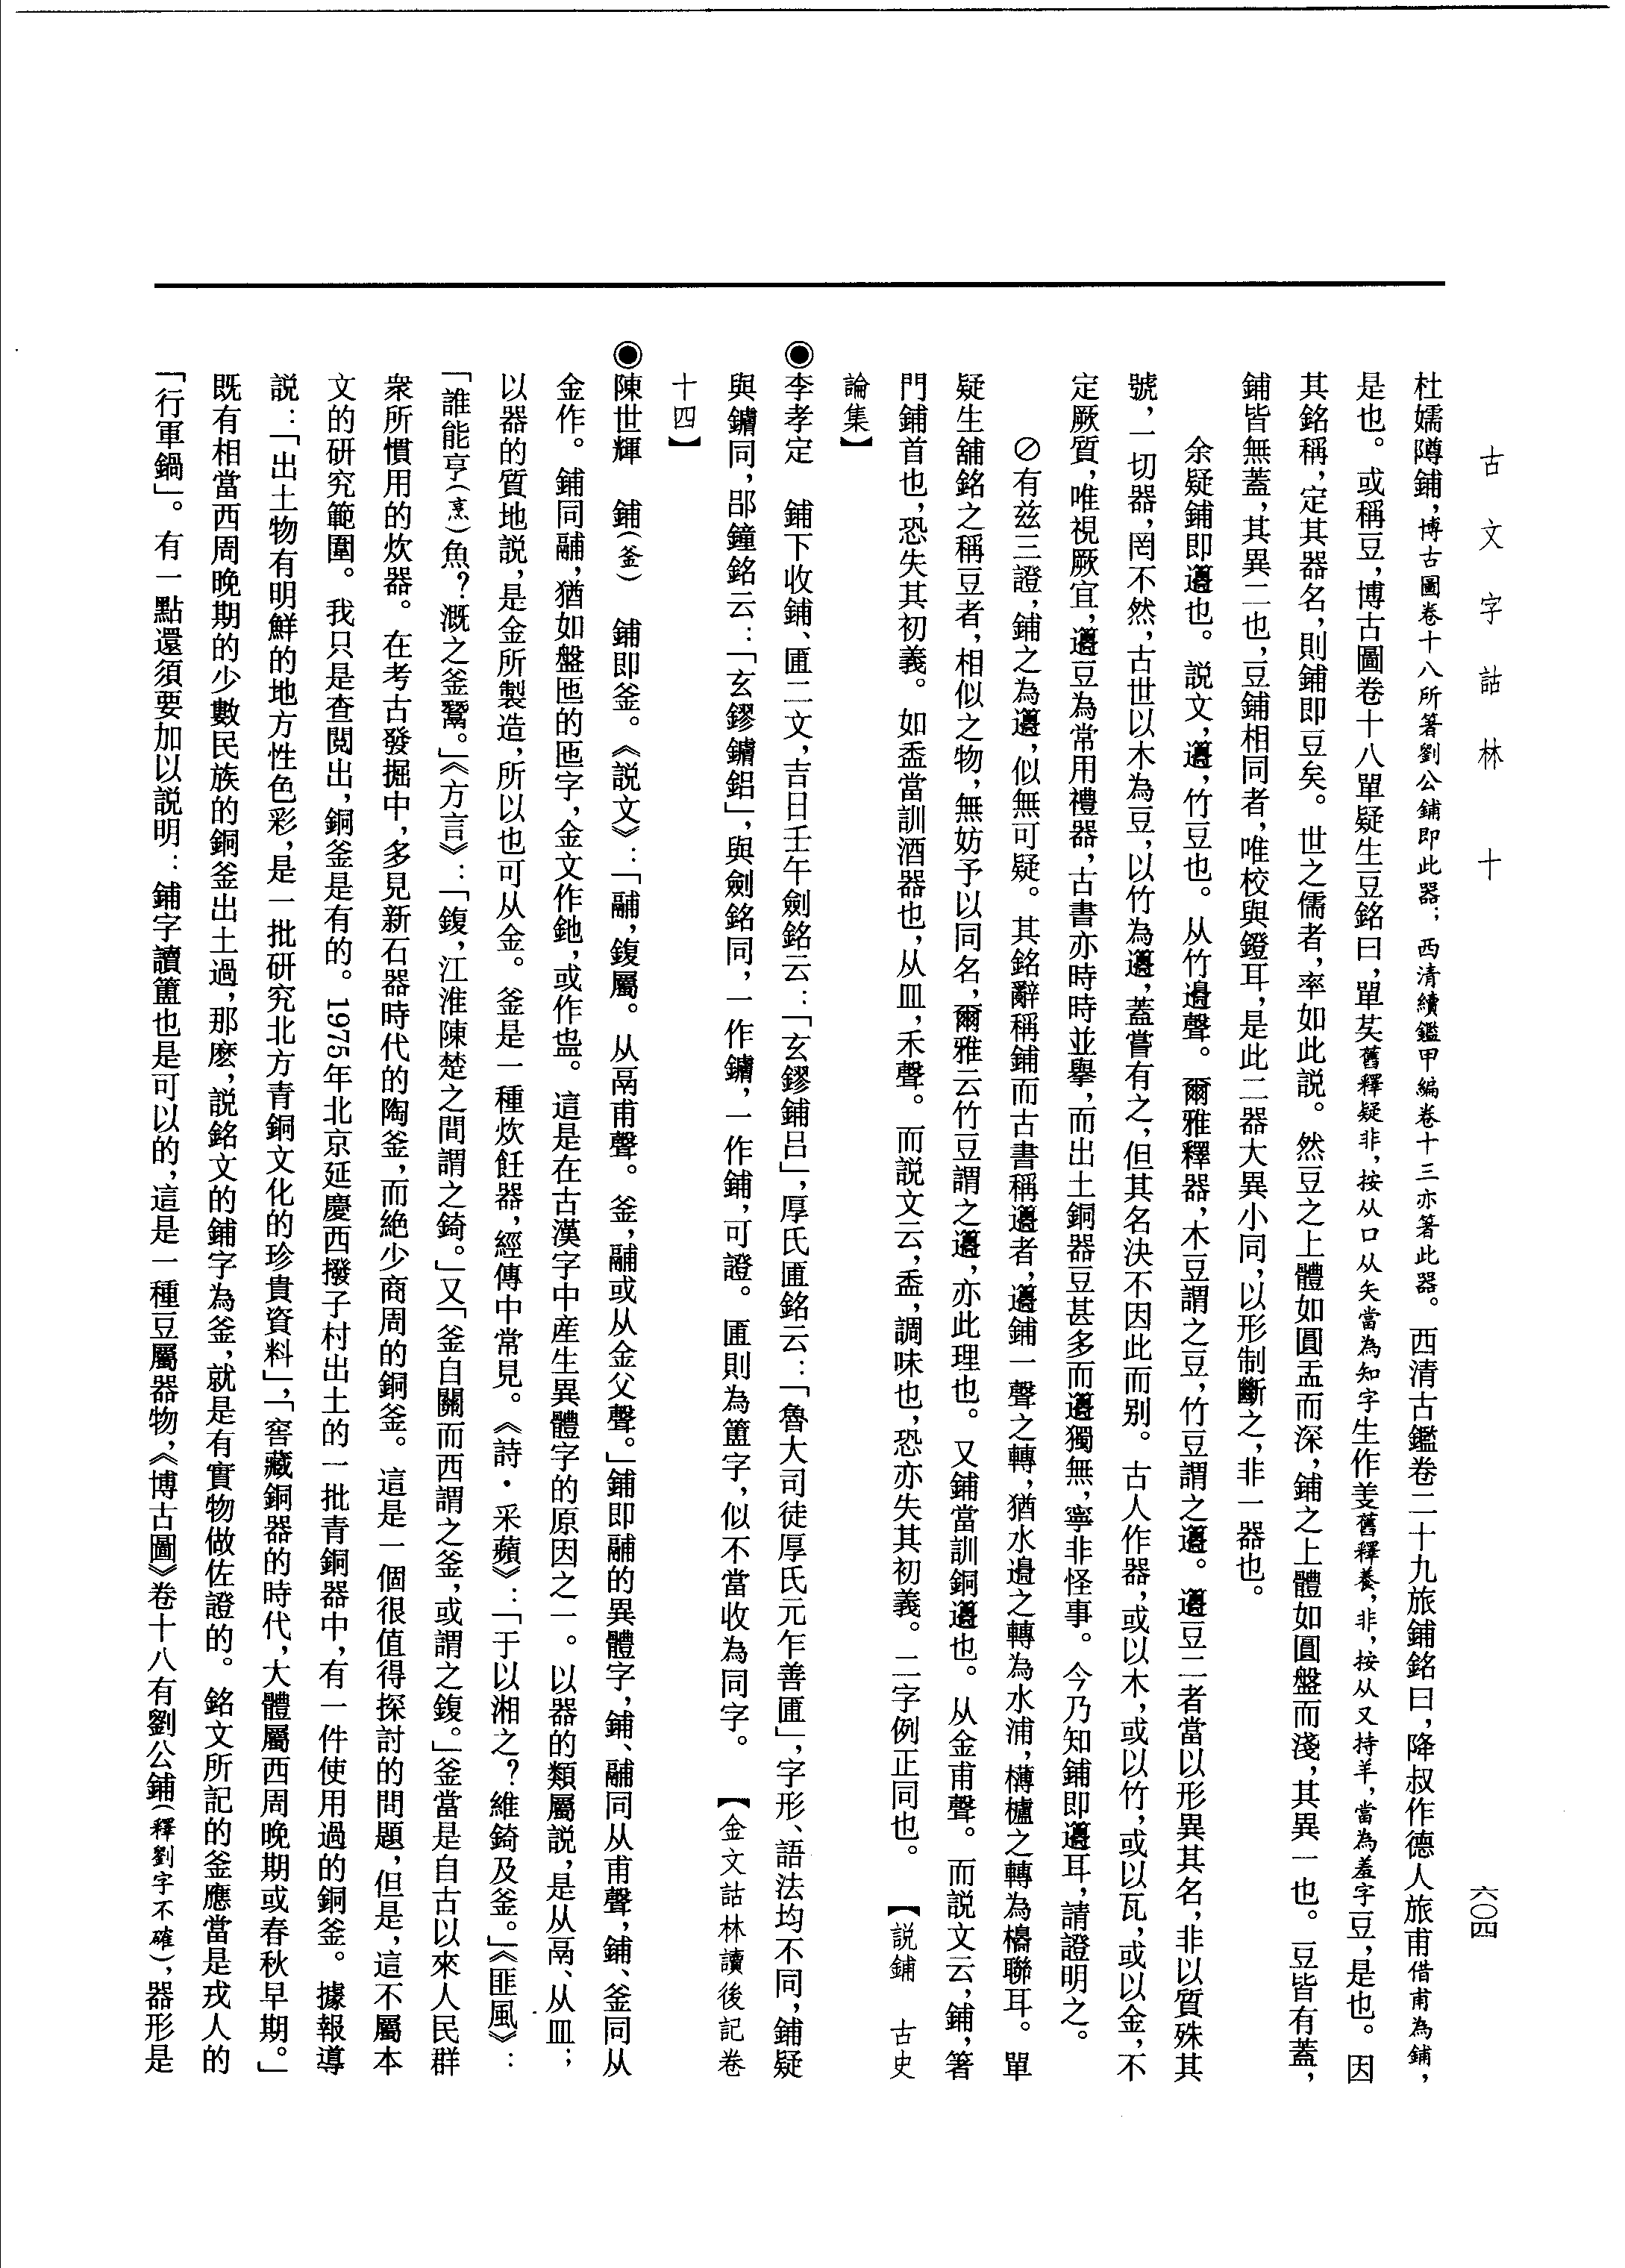 古文字詁林 十
六〇四
杜嬬䧳鋪，博古圖卷十八所著劉公鋪即此器；西清續鑑甲編卷十三亦著此器。西清古鑑卷二十九旅鋪銘曰，降叔作德人旅甫借甫為鋪，
是也。或稱豆，博古圖卷十八單疑生豆銘曰，單㠱舊釋疑非，按从口从矢當為知字生作姜舊釋養，非，按从又持羊，當為羞字豆，是也。因
其銘稱，定其器名，則鋪即豆矣。世之儒者，率如此説。然豆之上體如圓盂而深，鋪之上體如圓盤而淺，其異一也。豆皆有蓋，
鋪皆無蓋，其異二也，豆鋪相同者，唯校與鐙耳，是此二器大異小同，以形制斷之，非一器也。
余疑鋪即籩也。説文，籩，竹豆也。从竹邊聲。爾雅釋器，木豆謂之豆，竹豆謂之籩。籩豆二者當以形異其名，非以質殊其
號，一切器，罔不然，古世以木為豆，以竹為籩，蓋嘗有之，但其名決不因此而别。古人作器，或以木，或以竹，或以瓦，或以金，不
定厥質，唯視厥宜，籩豆為常用禮器，古書亦時時並舉，而出土銅器豆甚多而籩獨無，寧非怪事。今乃知鋪即籩耳，請證明之。
⊘有兹三證，鋪之為籩，似無可疑。其銘辭稱鋪而古書稱籩者，籩鋪一聲之轉，猶水邊之轉為水浦，欂櫨之轉為櫋聯耳。單
疑生舖銘之稱豆者，相似之物，無妨予以同名，爾雅云竹豆謂之籩，亦此理也。又鋪當訓銅籩也。从金甫聲。而説文云，鋪，箸
門鋪首也，恐失其初義。如盉當訓酒器也，从皿，禾聲。而説文云，盉，調味也，恐亦失其初義。二字例正同也。【説鋪 古史
論集】
◉李孝定 鋪下收鋪、匍二文，吉日壬午劍銘云：「玄鏐鋪吕」，厚氏匍銘云：「魯大司徒厚氏元乍善匍」，字形、語法均不同，鋪疑
與鏞同，郘鐘銘云：「玄鏐鏞鋁」，與劍銘同，一作鏞，一作鋪，可證。匍則為簠字，似不當收為同字。【金文詁林讀後記卷
十四】
◉陳世輝 鋪（釜） 鋪即釜。《説文》：「鬴，鍑屬。从鬲甫聲。釜，鬴或从金父聲。」鋪即鬴的異體字，鋪、鬴同从甫聲，鋪、釜同从
金作。鋪同鬴，猶如盤匜的匜字，金文作鉇，或作𥁓。這是在古漢字中産生異體字的原因之一。以器的類屬説，是从鬲、从皿；
以器的質地説，是金所製造，所以也可从金。釜是一種炊飪器，經傳中常見。《詩·采蘋》：「于以湘之？維錡及釜。」《匪風》：
「誰能亨（烹）魚？溉之釜鬵。」《方言》：「鍑，江淮陳楚之間謂之錡。」又「釜自關而西謂之釜，或謂之鍑。」釜當是自古以來人民群
衆所慣用的炊器。在考古發掘中，多見新石器時代的陶釜，而絶少商周的銅釜。這是一個很值得探討的問題，但是，這不屬本
文的研究範圍。我只是查閲出，銅釜是有的。1975年北京延慶西撥子村出土的一批青銅器中，有一件使用過的銅釜。據報導
説：「出土物有明鮮的地方性色彩，是一批研究北方青銅文化的珍貴資料」，「窖藏銅器的時代，大體屬西周晚期或春秋早期。」
既有相當西周晚期的少數民族的銅釜出土過，那麽，説銘文的鋪字為釜，就是有實物做佐證的。銘文所記的釜應當是戎人的
「行軍鍋」。有一點還須要加以説明：鋪字讀簠也是可以的，這是一種豆屬器物，《博古圖》卷十八有劉公鋪（釋劉字不確），器形是